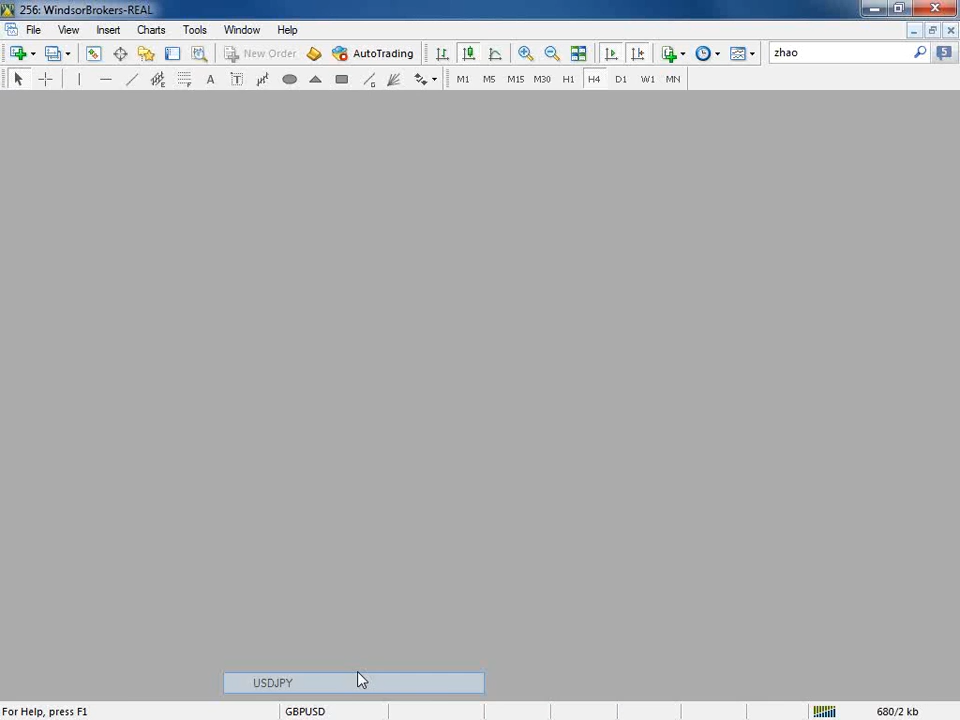 256: WindsorBrokers-REAL
File View Insert Charts Tools Window Help
New Order AutoTrading zhao 5
A T M1 M5 M15 M30 H1 H4 D1 W1 MN
USDJPY
For Help, press F1 GBPUSD 680/2 kb